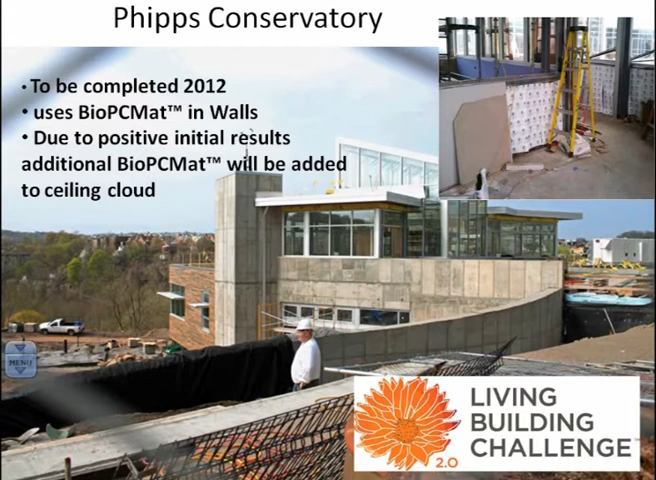 Phipps Conservatory
• To be completed 2012
• uses BioPCMat™ in Walls
• Due to positive initial results
additional BioPCMat™ will be added
to ceiling cloud
MENU
LIVING
BUILDING
CHALLENGE™
2.0